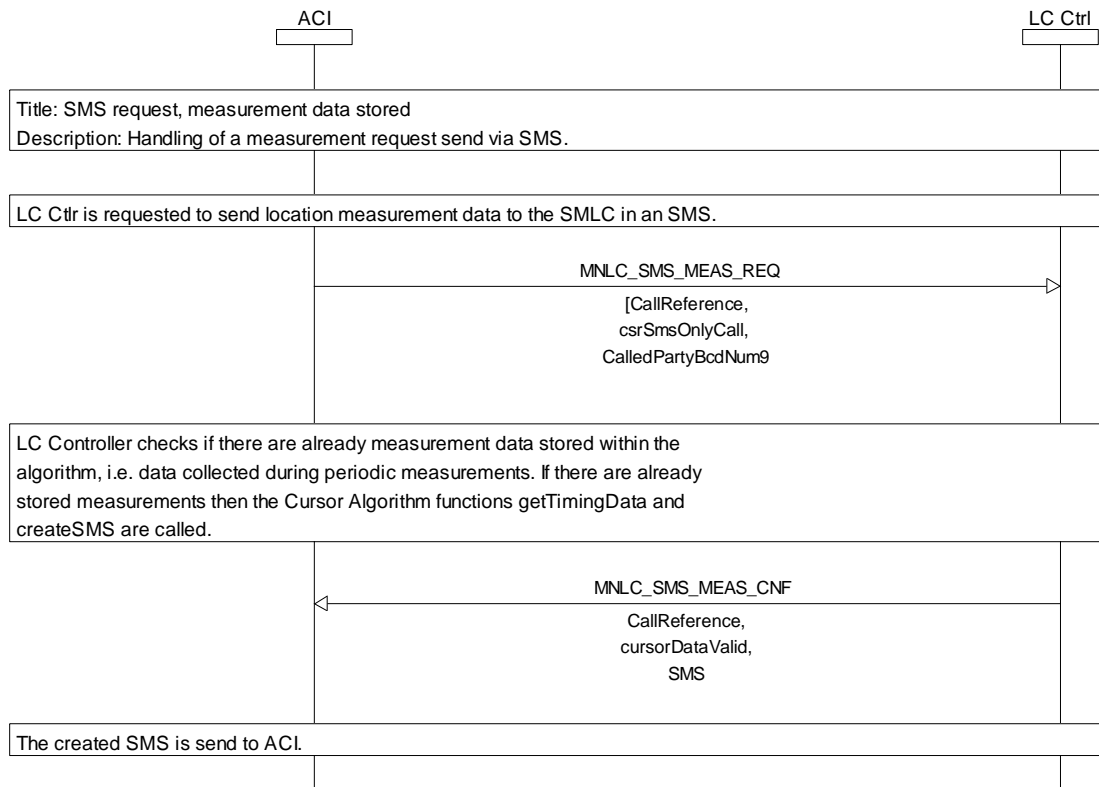 ACI
LC Ctrl
Title: SMS request, measurement data stored
Description: Handling of a measurement request send via SMS.
LC Ctlr is requested to send location measurement data to the SMLC in an SMS.
MNLC_SMS_MEAS_REQ
[CallReference,
csrSmsOnlyCall,
CalledPartyBcdNum9
LC Controller checks if there are already measurement data stored within the
algorithm, i.e. data collected during periodic measurements. If there are already
stored measurements then the Cursor Algorithm functions getTimingData and
createSMS are called.
MNLC_SMS_MEAS_CNF
CallReference,
cursorDataValid,
SMS
The created SMS is send to ACI.